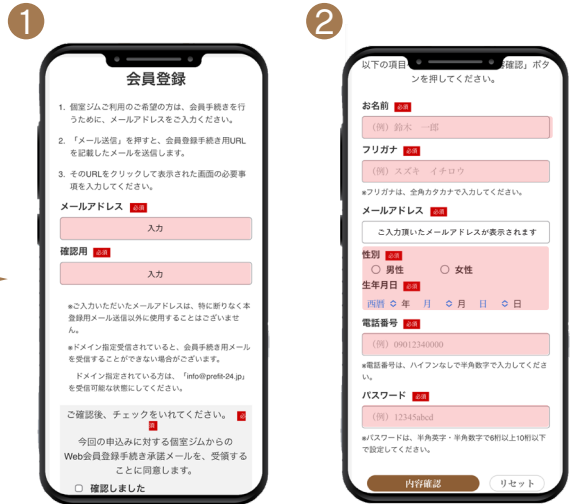 1
会員登録
1. 個室ジムご利用のご希望の方は、会員手続きを行
うために、メールアドレスをご入力ください。
2. 「メール送信」を押すと、会員登録手続き用URL
を記載したメールを送信します。
3. そのURLをクリックして表示された画面の必要事
項を入力してください。
メールアドレス 必須
入力
確認用 必須
入力
*ご入力いただいたメールアドレスは、特に断りなく本
登録用メール送信以外に使用することはございませ
ん。
*ドメイン指定受信されていると、会員手続き用メール
を受信することができない場合がございます。
ドメイン指定されている方は、「info@prefit-24.jp」
を受信可能な状態にしてください。
ご確認後、チェックをいれてください。 必
須
今回の申込みに対する個室ジムからの
Web会員登録手続き承諾メールを、受領する
ことに同意します。
確認しました
2
以下の項目 確認」ボタ
ンを押してください。
お名前 必須
（例）鈴木 一郎
フリガナ 必須
（例）スズキ イチロウ
*フリガナは、全角カタカナで入力してください。
メールアドレス 必須
ご入力頂いたメールアドレスが表示されます
性別 必須
男性 女性
生年月日 必須
西暦 年 月 月 日 日
電話番号 必須
（例）09012340000
*電話番号は、ハイフンなしで半角数字で入力してくださ
い。
パスワード 必須
（例）12345abcd
*パスワードは、半角英字・半角数字で6桁以上10桁以下
で設定してください。
内容確認 リセット